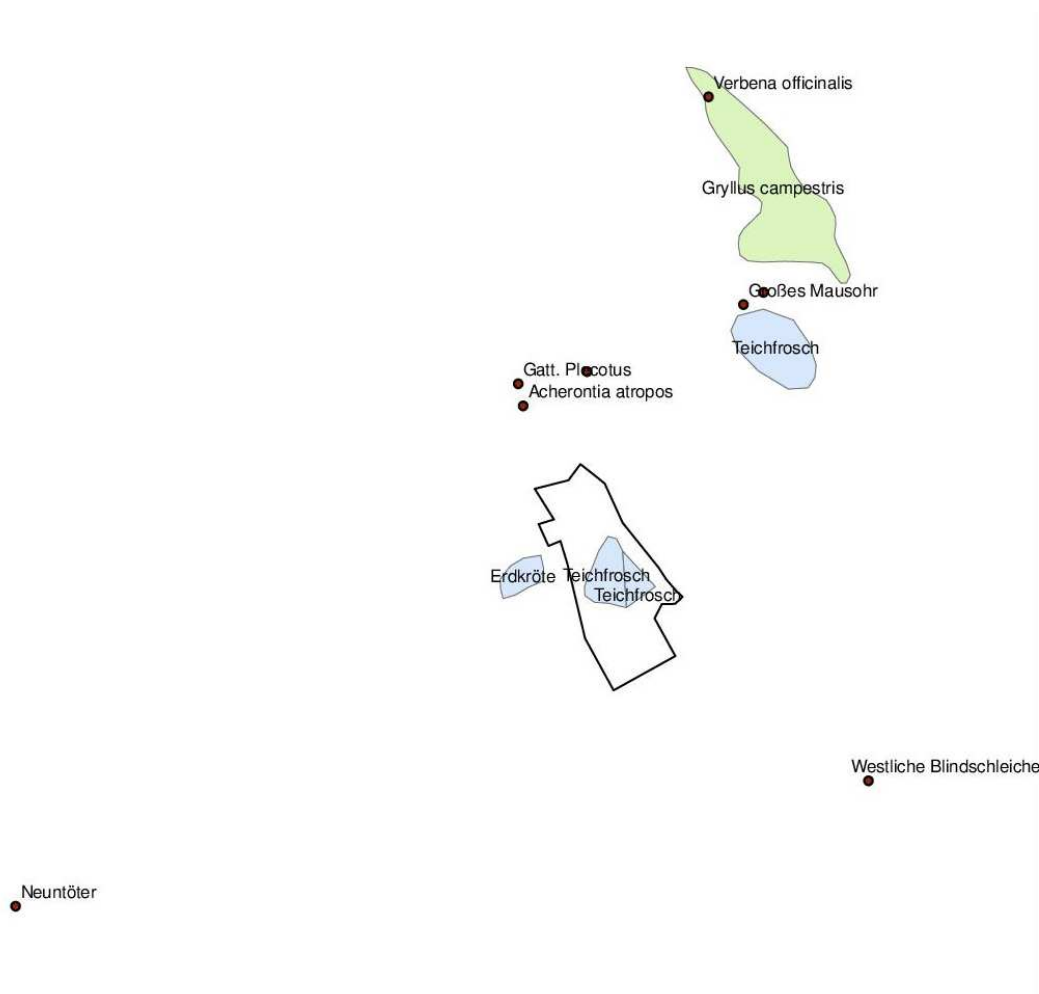 Verbena officinalis
Gryllus campestris
Großes Mausohr
Teichfrosch
Gatt. Plecotus
Acherontia atropos
Erdkröte
Teichfrosch
Teichfrosch
Westliche Blindschleiche
Neuntöter